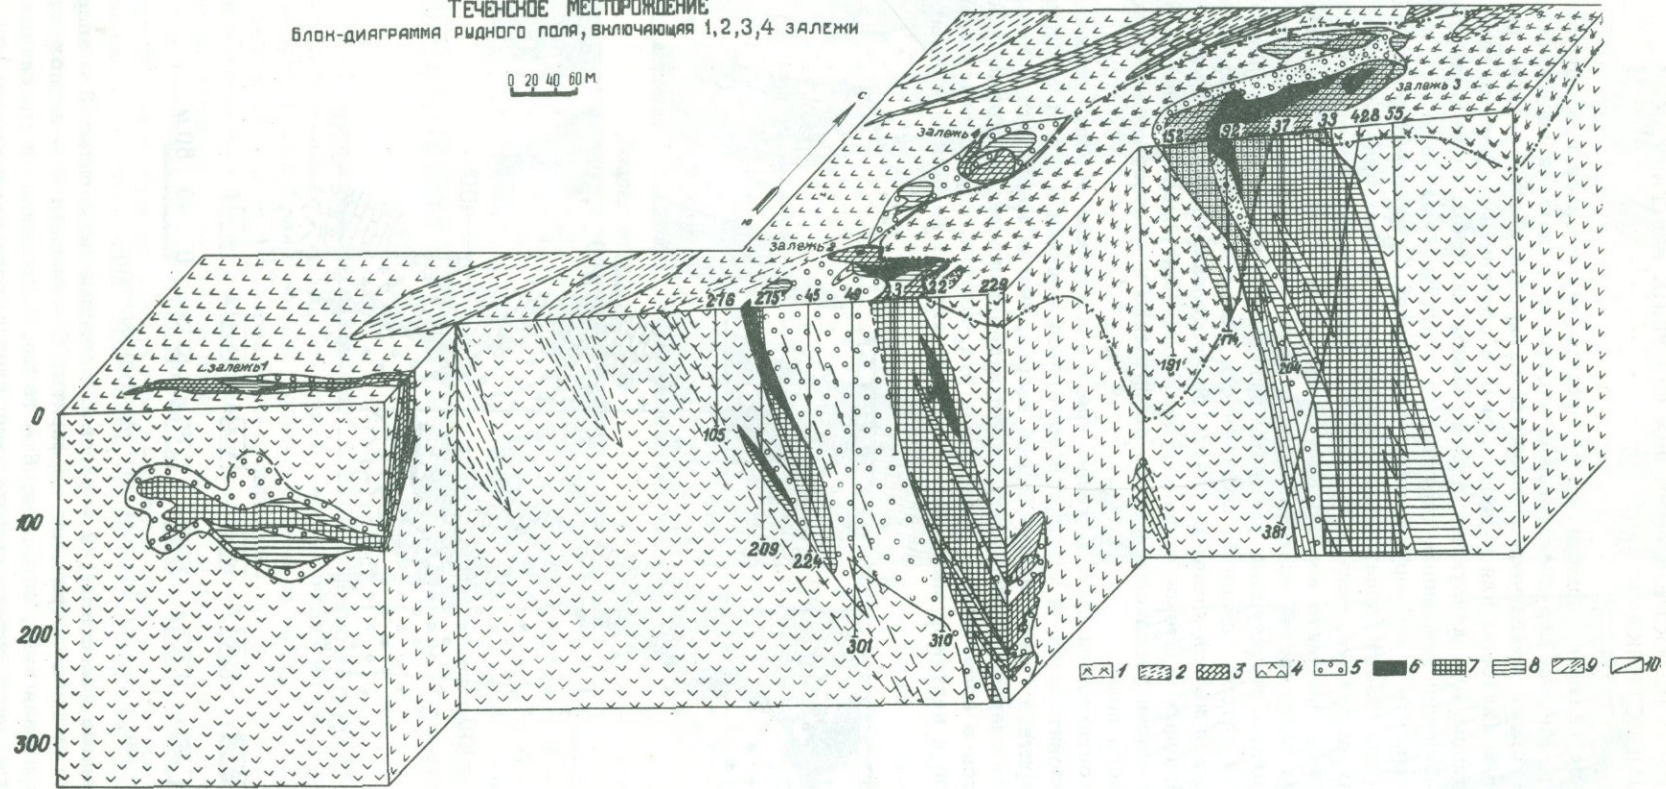 ТЕЧЕНСКОЕ МЕСТОРОЖДЕНИЕ
БЛОК-ДИАГРАММА РУДНОГО ПОЛЯ, ВКЛЮЧАЮЩАЯ 1,2,3,4 ЗАЛЕЖИ
0 20 40 60 М
С
Ю
залежь 3
залежь 4
152 92 37 33 428 55
залежь 2
276 275 45 49 13 22 229
залежь 1
191 174 204
105
0
100
209 224
381
200
301 310
300
1 2 3 4 5 6 7 8 9 10